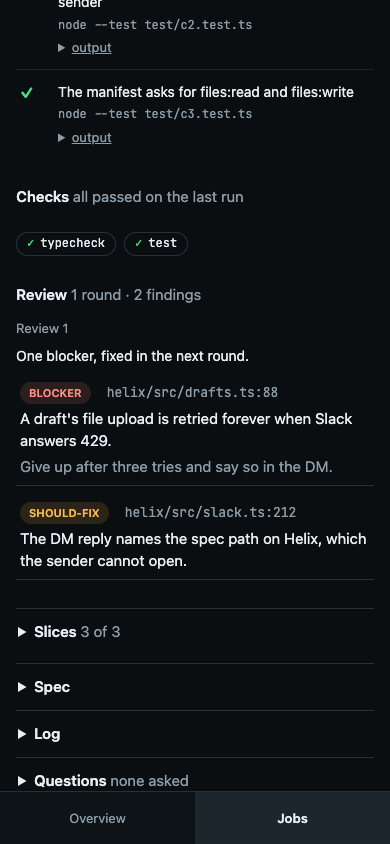 sender
node --test test/c2.test.ts
▶ output
✓ The manifest asks for files:read and files:write
node --test test/c3.test.ts
▶ output
Checks all passed on the last run
✓ typecheck ✓ test
Review 1 round · 2 findings
Review 1
One blocker, fixed in the next round.
BLOCKER helix/src/drafts.ts:88
A draft's file upload is retried forever when Slack
answers 429.
Give up after three tries and say so in the DM.
SHOULD-FIX helix/src/slack.ts:212
The DM reply names the spec path on Helix, which
the sender cannot open.
▶ Slices 3 of 3
▶ Spec
▶ Log
▶ Questions none asked
Overview Jobs